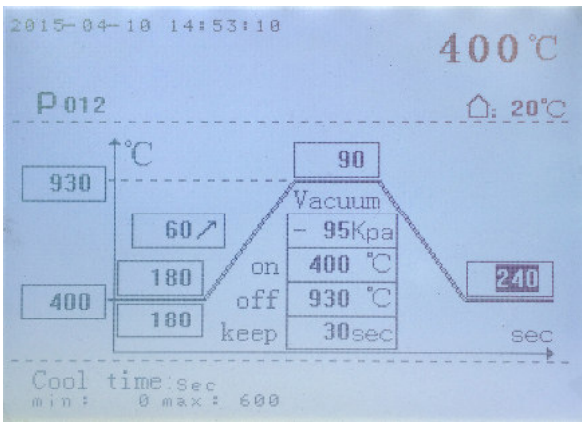 2015-04-10 14:53:10
400℃
P 012
: 20℃
℃
90
930
Vacuum
60↗
- 95Kpa
180
on 400 ℃
240
400
off 930 ℃
180
keep 30sec
sec
Cool time:sec
min: 0 max: 600